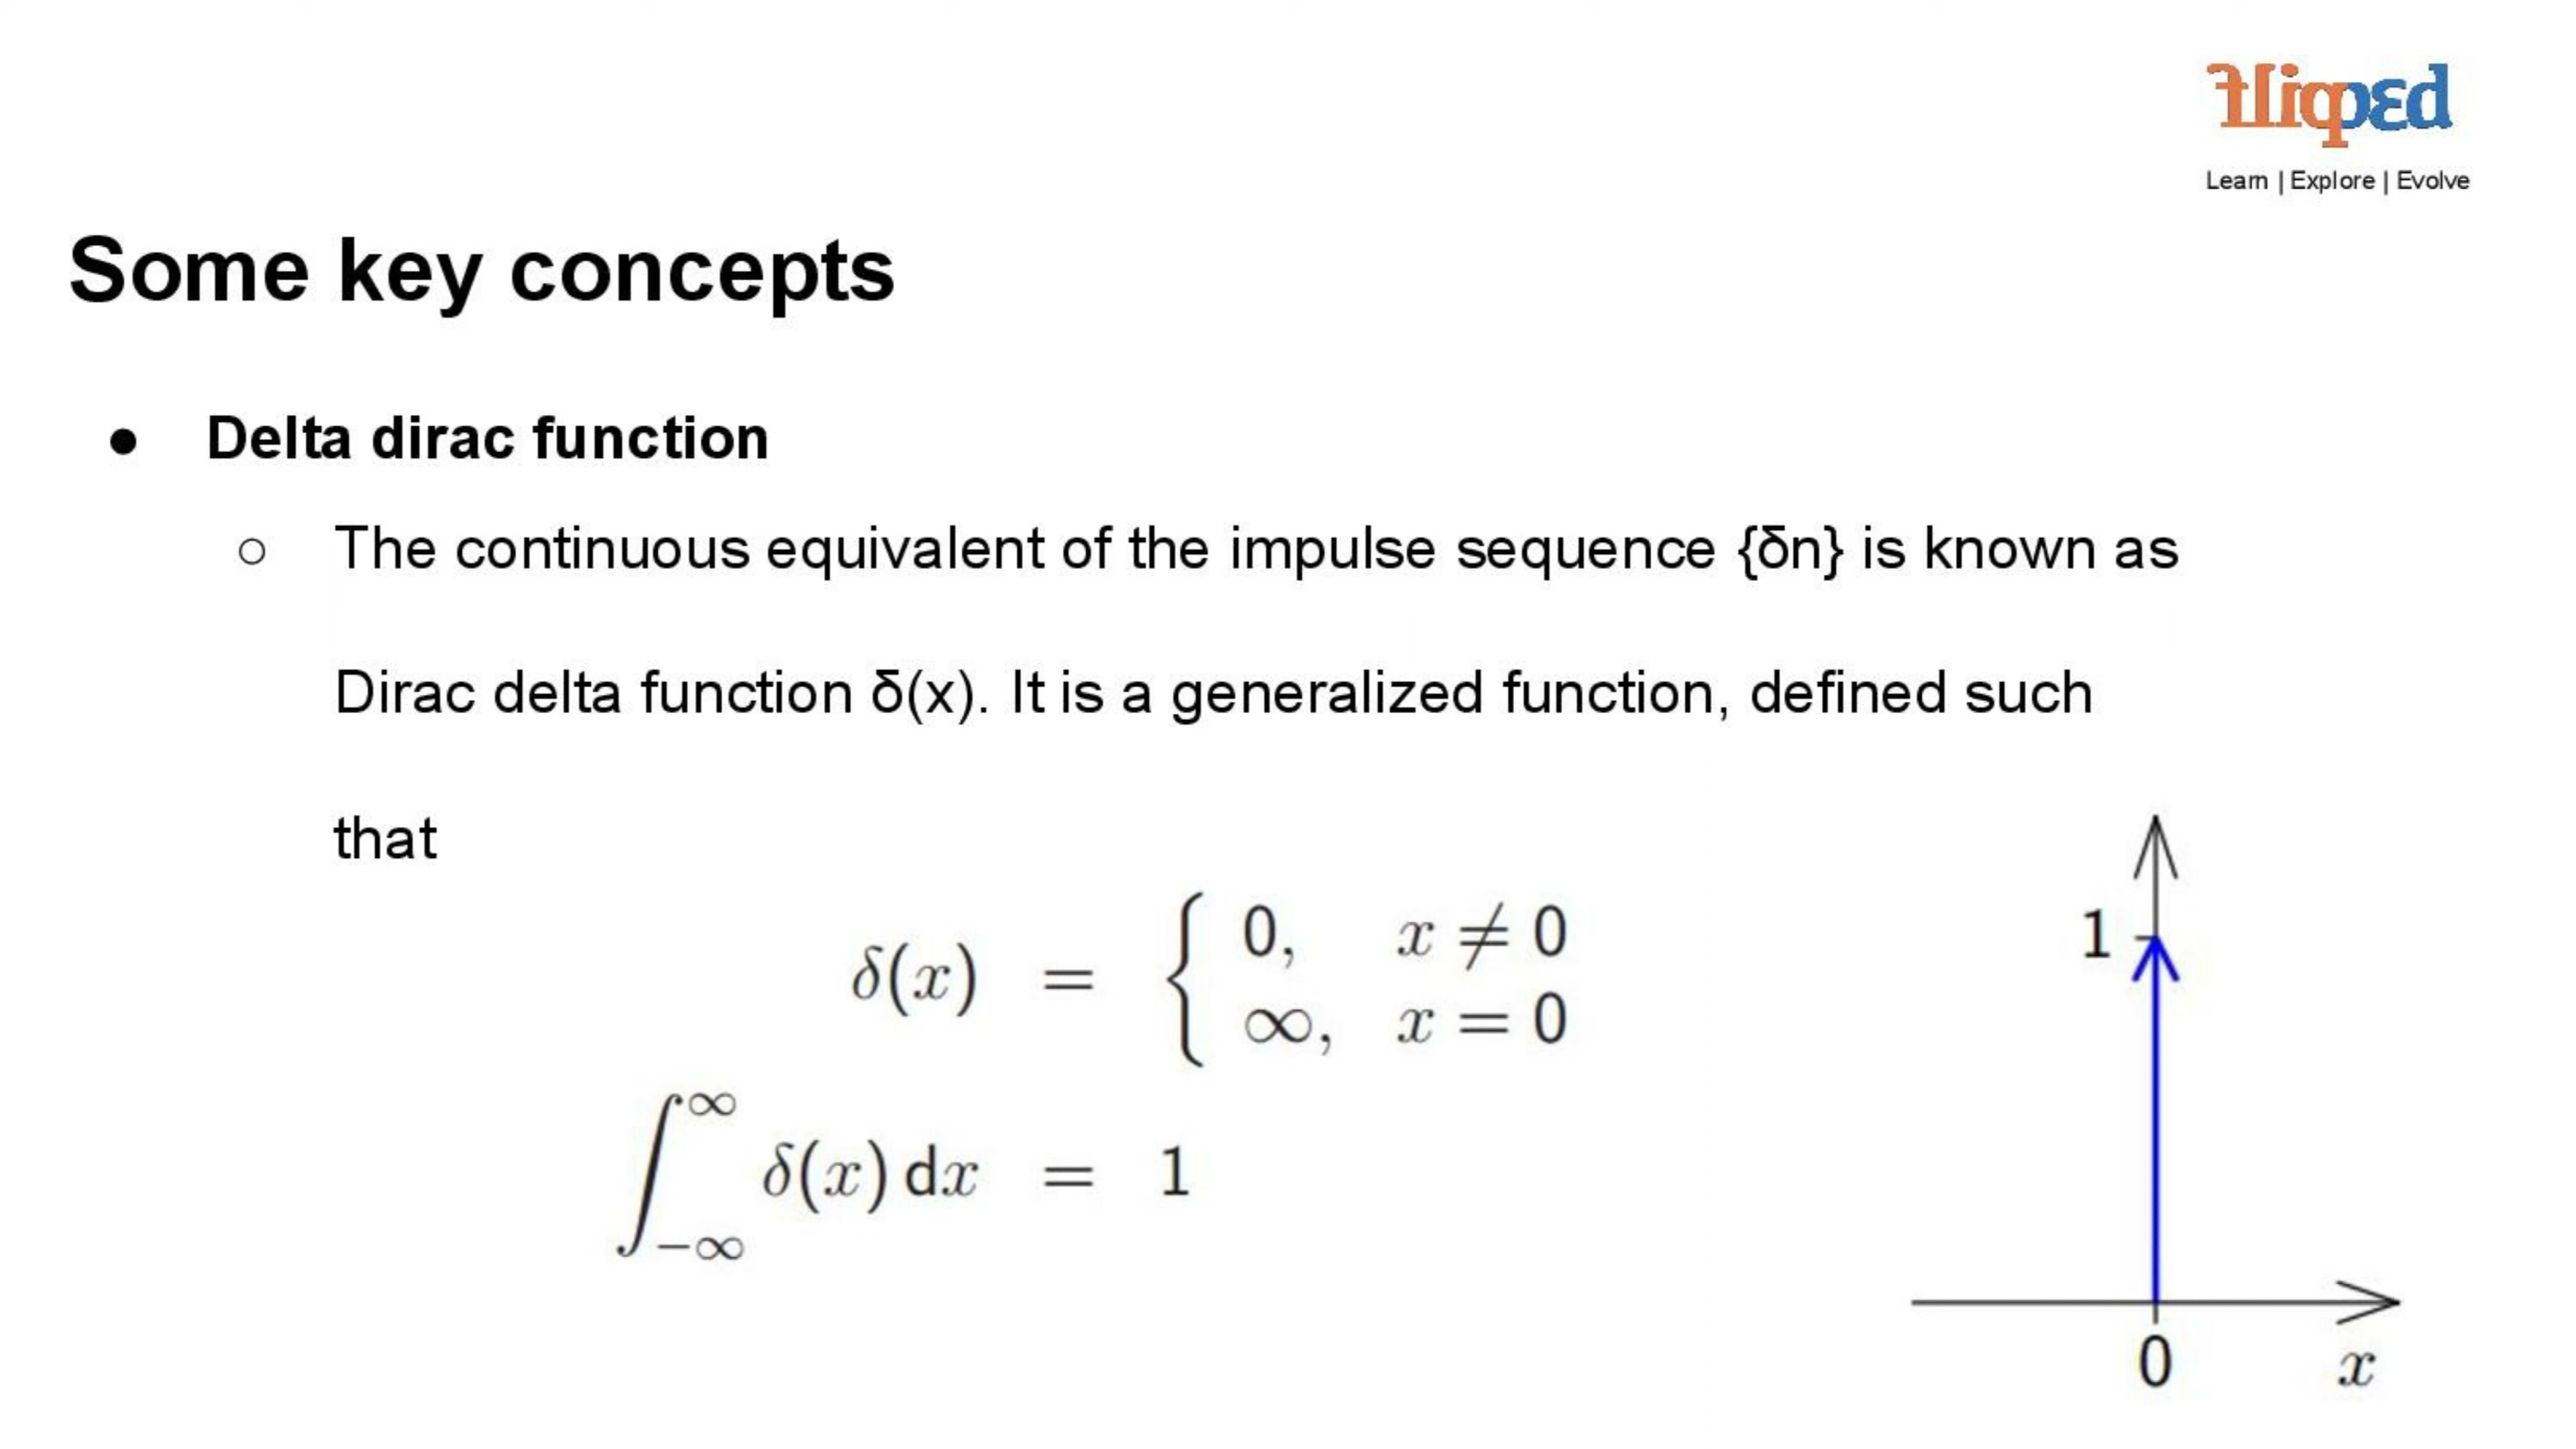 fliqped
Learn | Explore | Evolve
Some key concepts
● Delta dirac function
○ The continuous equivalent of the impulse sequence {δn} is known as
Dirac delta function δ(x). It is a generalized function, defined such
that
δ(x) = { 0, x ≠ 0
∞, x = 0
∫_{-∞}^{∞} δ(x) dx = 1
1
0
x